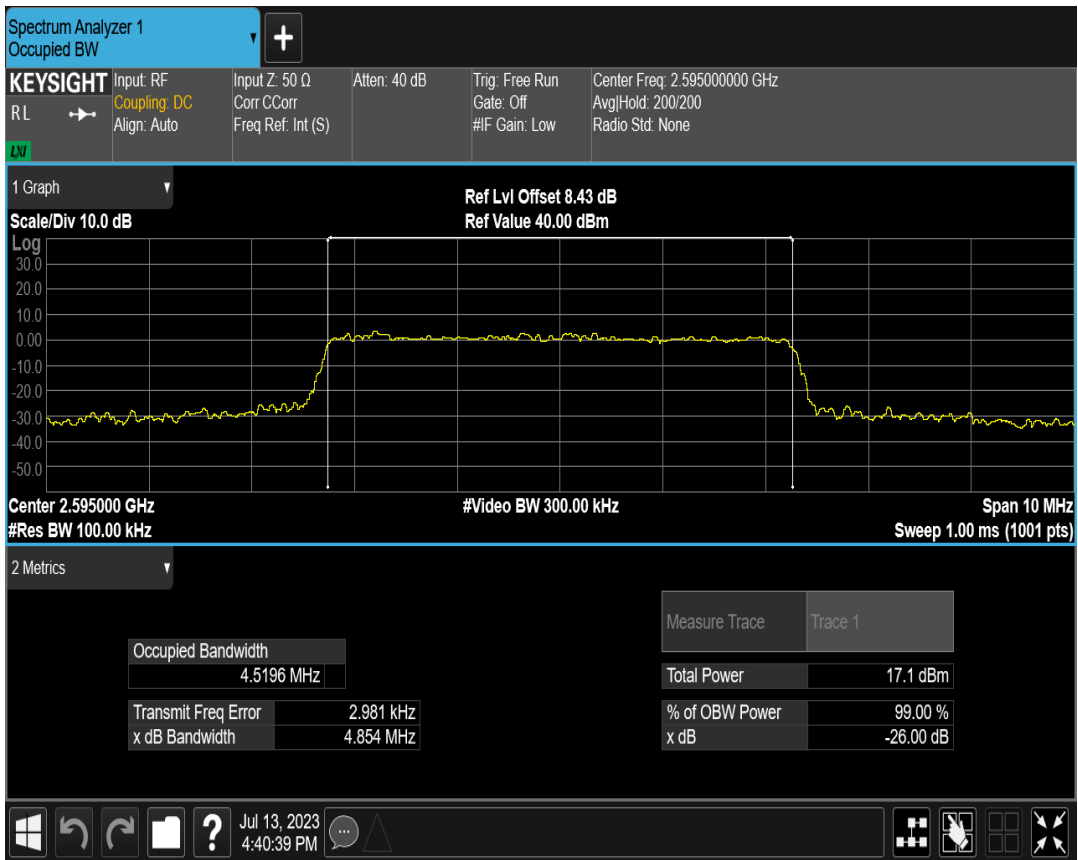 Spectrum Analyzer 1
Occupied BW
+
KEYSIGHT
RL
LXI
Input: RF
Coupling: DC
Align: Auto
Input Z: 50 Ω
Corr CCorr
Freq Ref: Int (S)
Atten: 40 dB
Trig: Free Run
Gate: Off
#IF Gain: Low
Center Freq: 2.595000000 GHz
Avg|Hold: 200/200
Radio Std: None
1 Graph
Scale/Div 10.0 dB
Ref Lvl Offset 8.43 dB
Ref Value 40.00 dBm
Log
30.0
20.0
10.0
0.00
-10.0
-20.0
-30.0
-40.0
-50.0
Center 2.595000 GHz
#Video BW 300.00 kHz
Span 10 MHz
#Res BW 100.00 kHz
Sweep 1.00 ms (1001 pts)
2 Metrics
Measure Trace Trace 1
Occupied Bandwidth
4.5196 MHz
Total Power 17.1 dBm
Transmit Freq Error 2.981 kHz
% of OBW Power 99.00 %
x dB Bandwidth 4.854 MHz
x dB -26.00 dB
?
Jul 13, 2023
4:40:39 PM